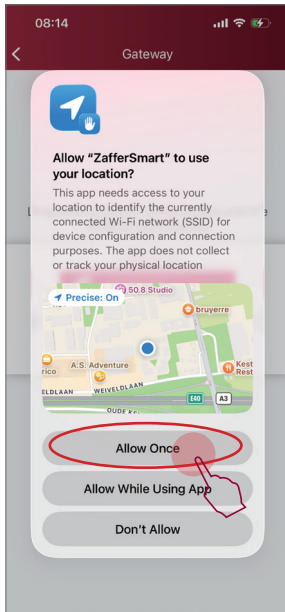 08:14
Gateway
Allow “ZafferSmart” to use
your location?
This app needs access to your
location to identify the currently
connected Wi-Fi network (SSID) for
device configuration and connection
purposes. The app does not collect
or track your physical location
Precise: On
50.8 Studio
bruyerre
A.S. Adventure
Kest
Rest
rico
ELDLAAN
WEIVELDLAAN
E40
A3
OUDE
Allow Once
Allow While Using App
Don’t Allow